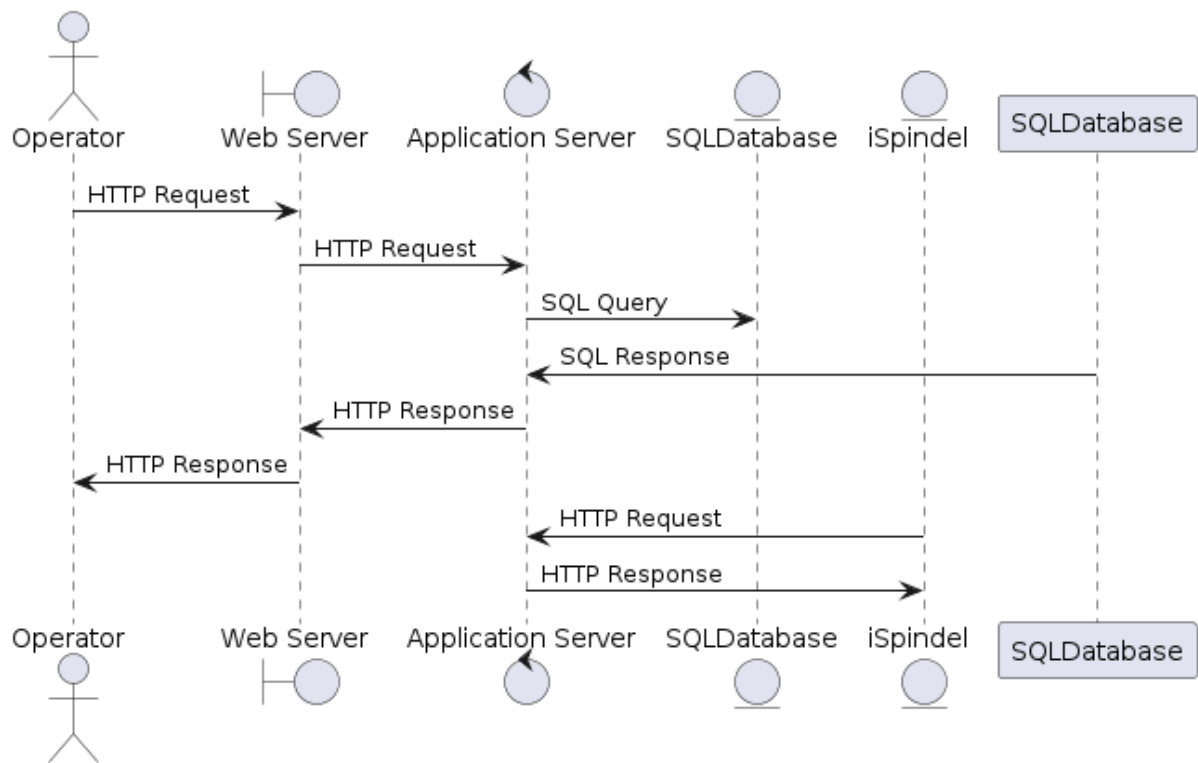 Operator
Web Server
Application Server
SQLDatabase
iSpindel
SQLDatabase
HTTP Request
HTTP Request
SQL Query
SQL Response
HTTP Response
HTTP Response
HTTP Request
HTTP Response
Operator
Web Server
Application Server
SQLDatabase
iSpindel
SQLDatabase